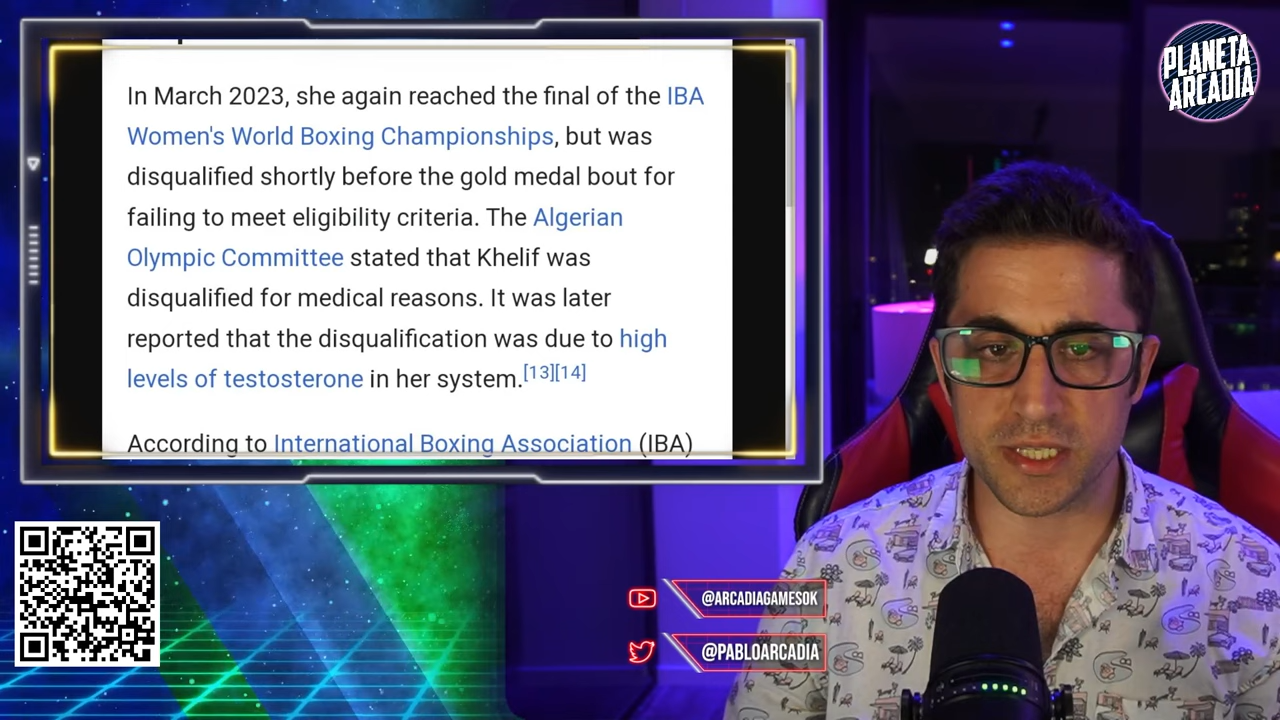 In March 2023, she again reached the final of the IBA
Women's World Boxing Championships, but was
disqualified shortly before the gold medal bout for
failing to meet eligibility criteria. The Algerian
Olympic Committee stated that Khelif was
disqualified for medical reasons. It was later
reported that the disqualification was due to high
levels of testosterone in her system.[13][14]
According to International Boxing Association (IBA)
PLANETA
ARCADIA
@ARCADIAGAMESOK
@PABLOARCADIA